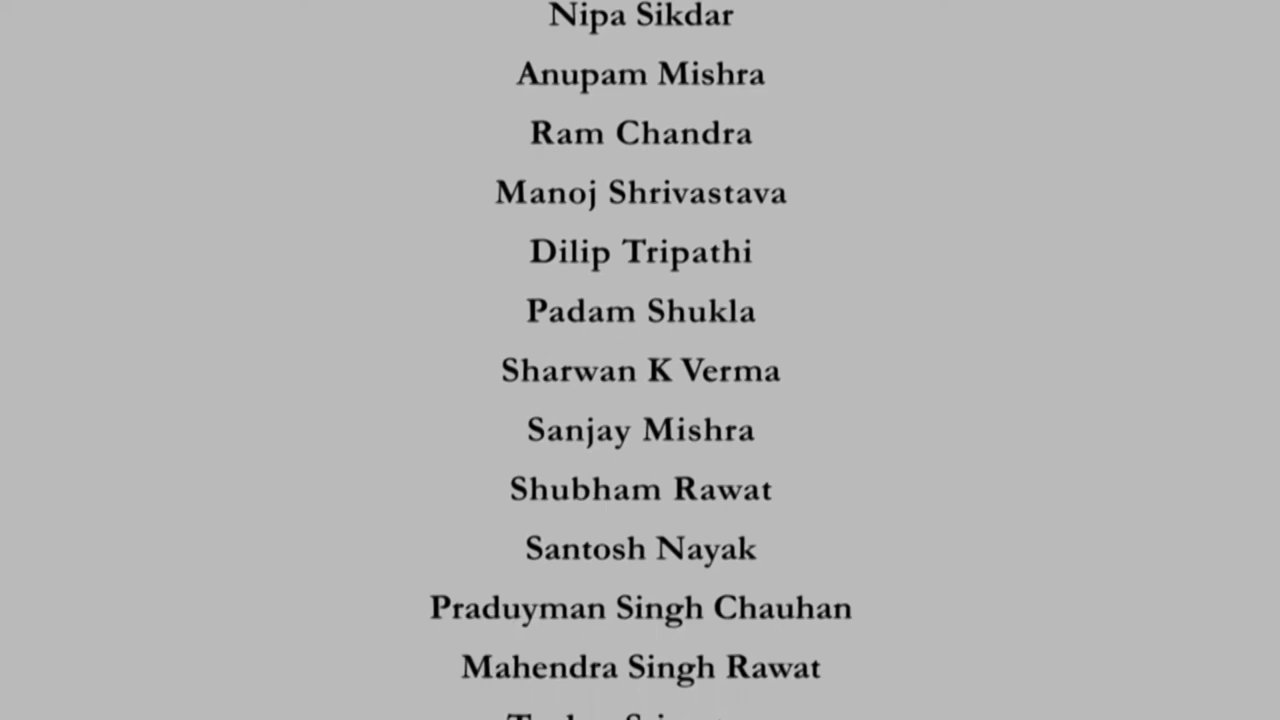 Nipa Sikdar
Anupam Mishra
Ram Chandra
Manoj Shrivastava
Dilip Tripathi
Padam Shukla
Sharwan K Verma
Sanjay Mishra
Shubham Rawat
Santosh Nayak
Praduyman Singh Chauhan
Mahendra Singh Rawat